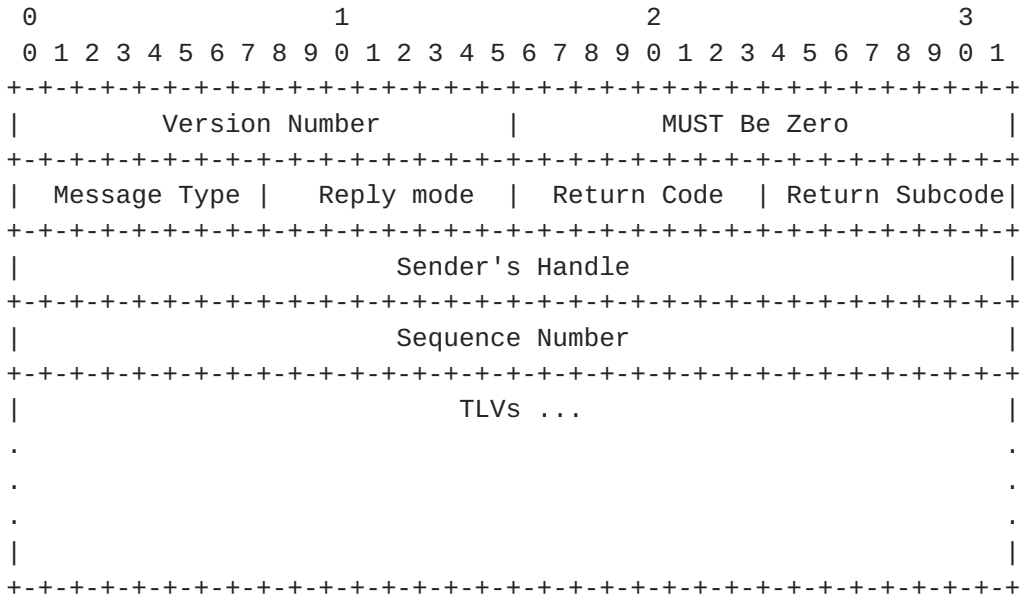 0                   1                   2                   3
 0 1 2 3 4 5 6 7 8 9 0 1 2 3 4 5 6 7 8 9 0 1 2 3 4 5 6 7 8 9 0 1
+-+-+-+-+-+-+-+-+-+-+-+-+-+-+-+-+-+-+-+-+-+-+-+-+-+-+-+-+-+-+-+-+
|         Version Number        |         MUST Be Zero          |
+-+-+-+-+-+-+-+-+-+-+-+-+-+-+-+-+-+-+-+-+-+-+-+-+-+-+-+-+-+-+-+-+
|  Message Type |   Reply mode  |  Return Code  | Return Subcode|
+-+-+-+-+-+-+-+-+-+-+-+-+-+-+-+-+-+-+-+-+-+-+-+-+-+-+-+-+-+-+-+-+
|                        Sender's Handle                        |
+-+-+-+-+-+-+-+-+-+-+-+-+-+-+-+-+-+-+-+-+-+-+-+-+-+-+-+-+-+-+-+-+
|                        Sequence Number                        |
+-+-+-+-+-+-+-+-+-+-+-+-+-+-+-+-+-+-+-+-+-+-+-+-+-+-+-+-+-+-+-+-+
|                            TLVs ...                           |
.                                                               .
.                                                               .
.                                                               .
|                                                               |
+-+-+-+-+-+-+-+-+-+-+-+-+-+-+-+-+-+-+-+-+-+-+-+-+-+-+-+-+-+-+-+-+